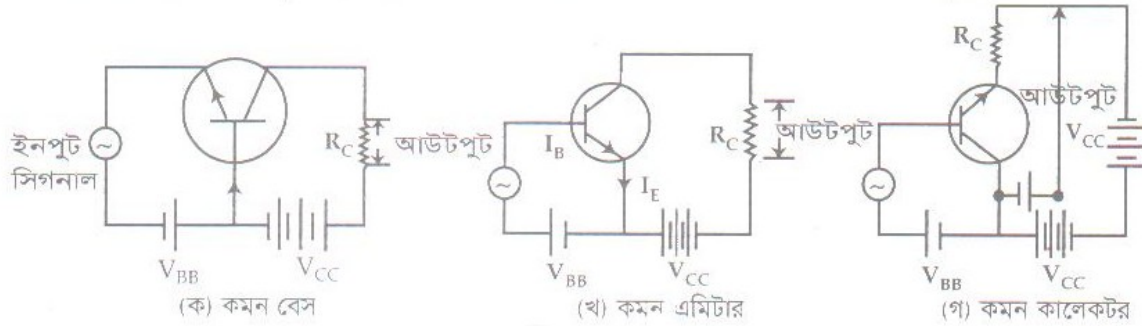 ইনপুট
সিগনাল
~
R_C
আউটপুট
V_BB
V_CC
(ক) কমন বেস
~
I_B
I_E
R_C
আউটপুট
V_BB
V_CC
(খ) কমন এমিটার
R_C
আউটপুট
V_CC
~
V_BB
V_CC
(গ) কমন কালেকটর